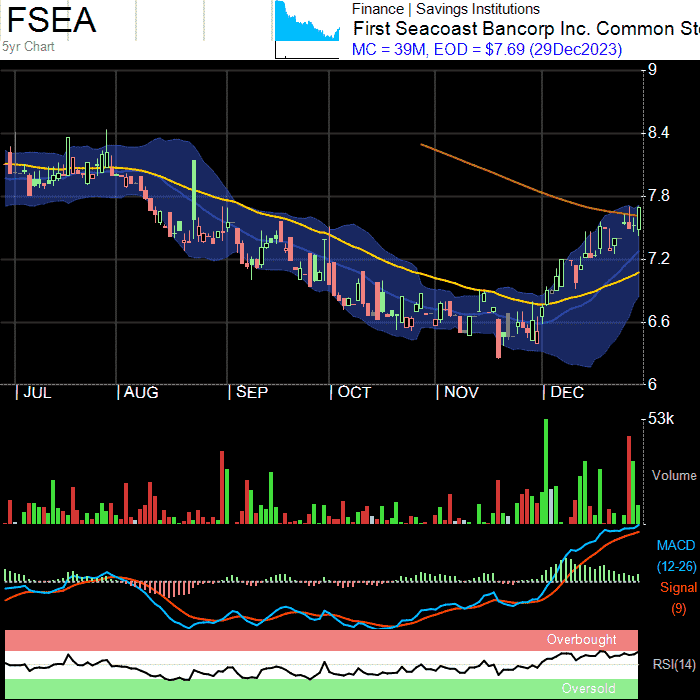 FSEA
5yr Chart
Finance | Savings Institutions
First Seacoast Bancorp Inc. Common Sto
MC = 39M, EOD = $7.69 (29Dec2023)
9
8.4
7.8
7.2
6.6
6
JUL AUG SEP OCT NOV DEC
53k
Volume
MACD
(12-26)
Signal
(9)
Overbought
RSI(14)
Oversold